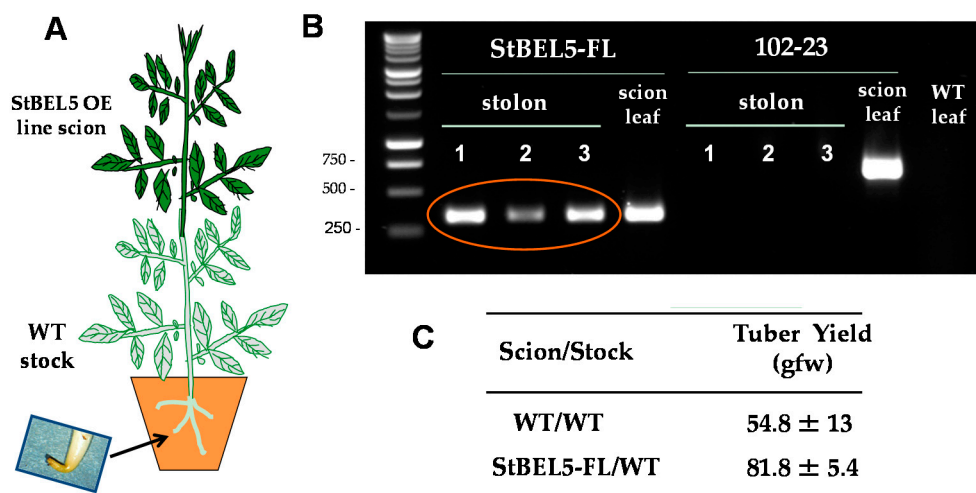 A
StBEL5 OE
line scion
WT
stock
B
StBEL5-FL
102-23
stolon
scion
leaf
stolon
scion
leaf
WT
leaf
1 2 3
1 2 3
750 -
500 -
250 -
C
Scion/Stock
Tuber Yield
(gfw)
WT/WT 54.8 ± 13
StBEL5-FL/WT 81.8 ± 5.4